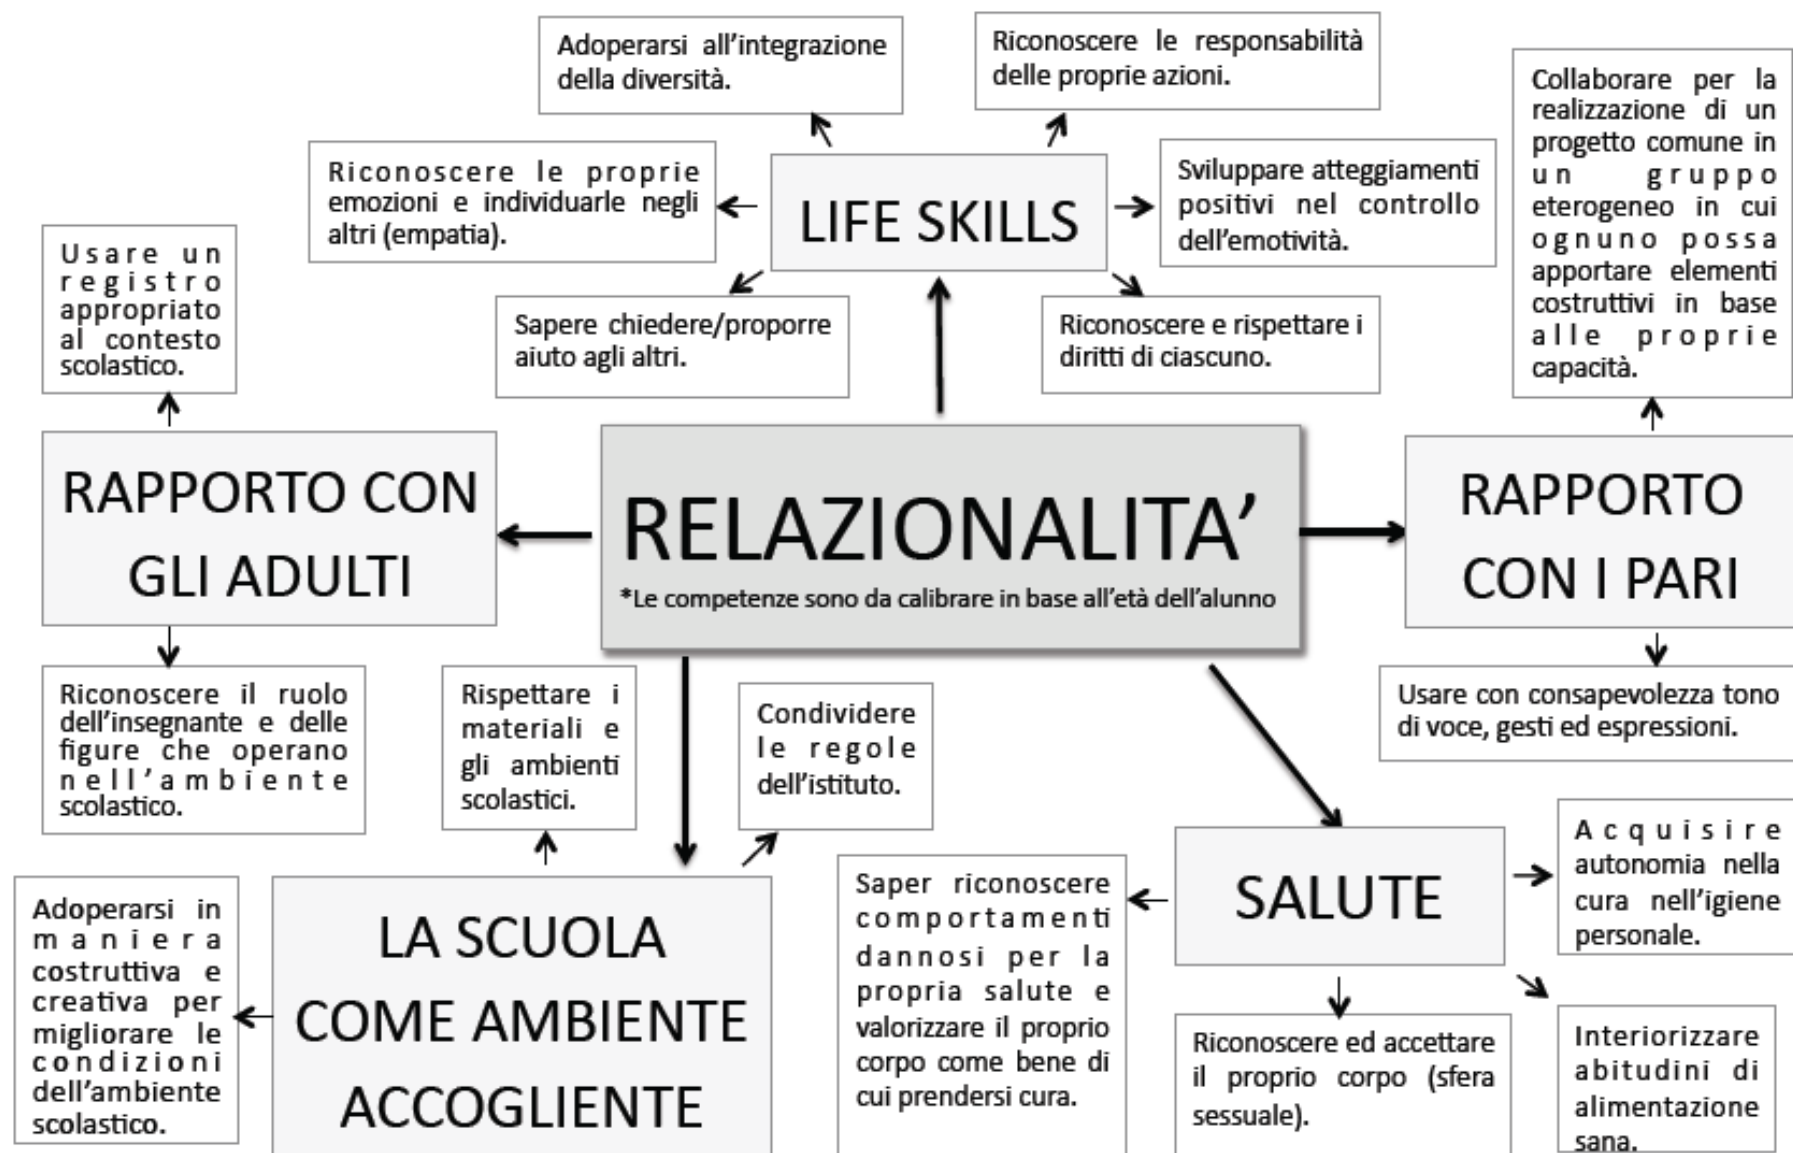 Adoperarsi all'integrazione
della diversità.
Riconoscere le responsabilità
delle proprie azioni.
Collaborare per la
realizzazione di un
progetto comune in
un gruppo
eterogeneo in cui
ognuno possa
apportare elementi
costruttivi in base
alle proprie
capacità.
Riconoscere le proprie
emozioni e individuarle negli
altri (empatia).
LIFE SKILLS
Sviluppare atteggiamenti
positivi nel controllo
dell'emotività.
Usare un
registro
appropriato
al contesto
scolastico.
Sapere chiedere/proporre
aiuto agli altri.
Riconoscere e rispettare i
diritti di ciascuno.
RAPPORTO CON
GLI ADULTI
RELAZIONALITA'
*Le competenze sono da calibrare in base all'età dell'alunno
RAPPORTO
CON I PARI
Riconoscere il ruolo
dell'insegnante e delle
figure che operano
nell'ambiente
scolastico.
Rispettare i
materiali e
gli ambienti
scolastici.
Condividere
le regole
dell'istituto.
Usare con consapevolezza tono
di voce, gesti ed espressioni.
Adoperarsi in
maniera
costruttiva e
creativa per
migliorare le
condizioni
dell'ambiente
scolastico.
LA SCUOLA
COME AMBIENTE
ACCOGLIENTE
Saper riconoscere
comportamenti
dannosi per la
propria salute e
valorizzare il proprio
corpo come bene di
cui prendersi cura.
SALUTE
Acquisire
autonomia nella
cura nell'igiene
personale.
Riconoscere ed accettare
il proprio corpo (sfera
sessuale).
Interiorizzare
abitudini di
alimentazione
sana.